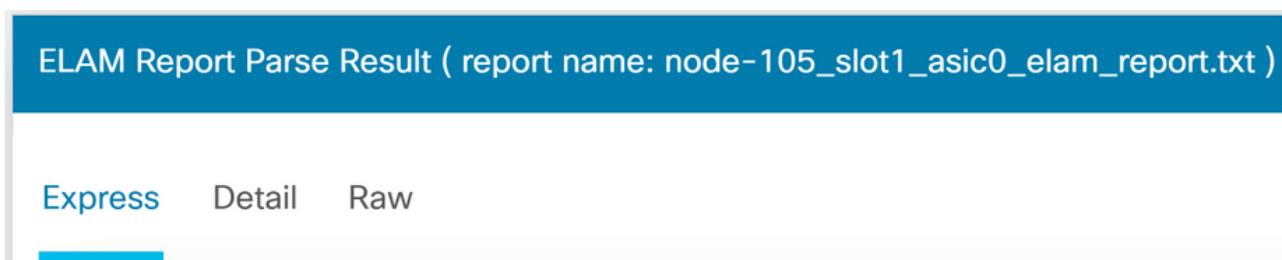 ELAM Report Parse Result ( report name: node-105_slot1_asic0_elam_report.txt )
Express Detail Raw